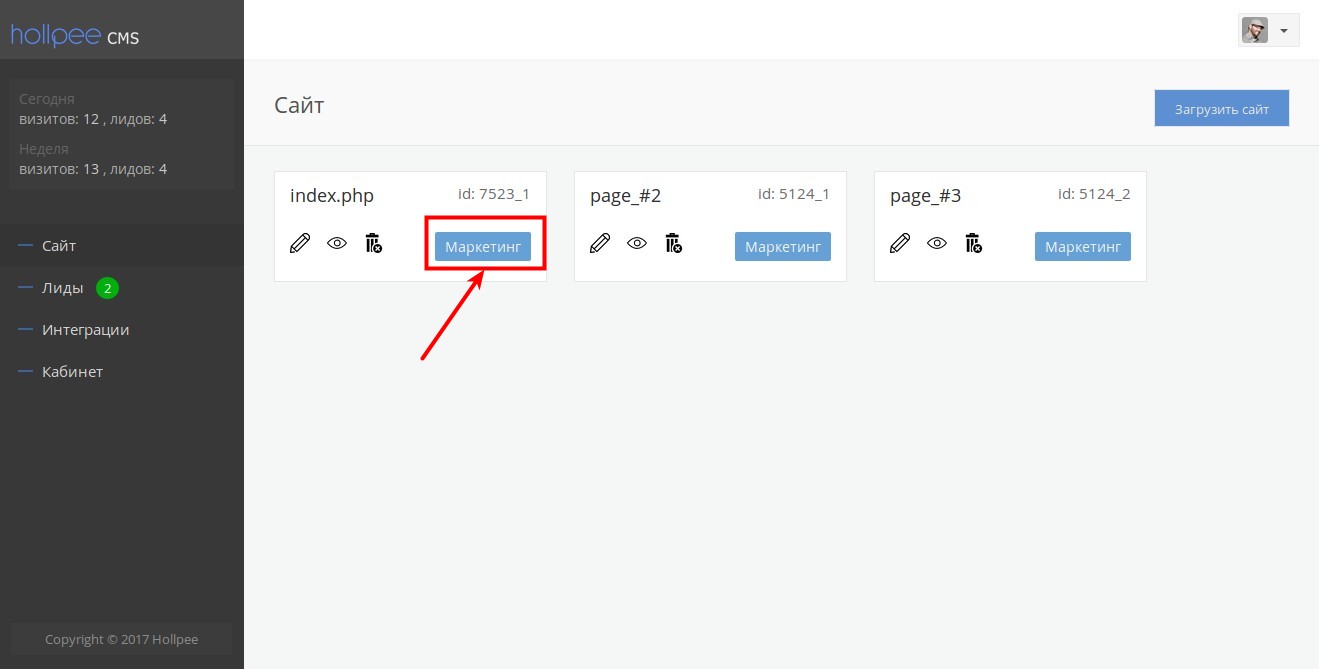 hollpee CMS
Сегодня
визитов: 12 , лидов: 4
Неделя
визитов: 13 , лидов: 4
Сайт
Лиды 2
Интеграции
Кабинет
Copyright © 2017 Hollpee
Сайт
Загрузить сайт
index.php id: 7523_1
Маркетинг
page_#2 id: 5124_1
Маркетинг
page_#3 id: 5124_2
Маркетинг